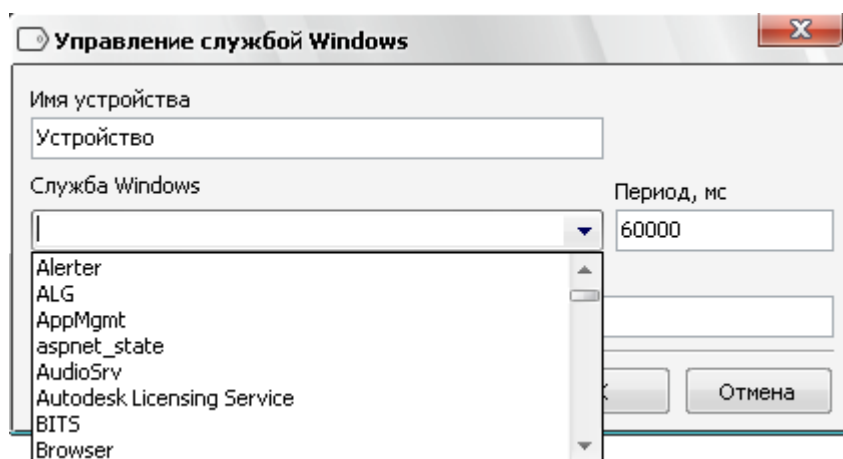 Управление службой Windows
Имя устройства
Устройство
Служба Windows
Период, мс
60000
Alerter
ALG
AppMgmt
aspnet_state
AudioSrv
Autodesk Licensing Service
BITS
Browser
Отмена